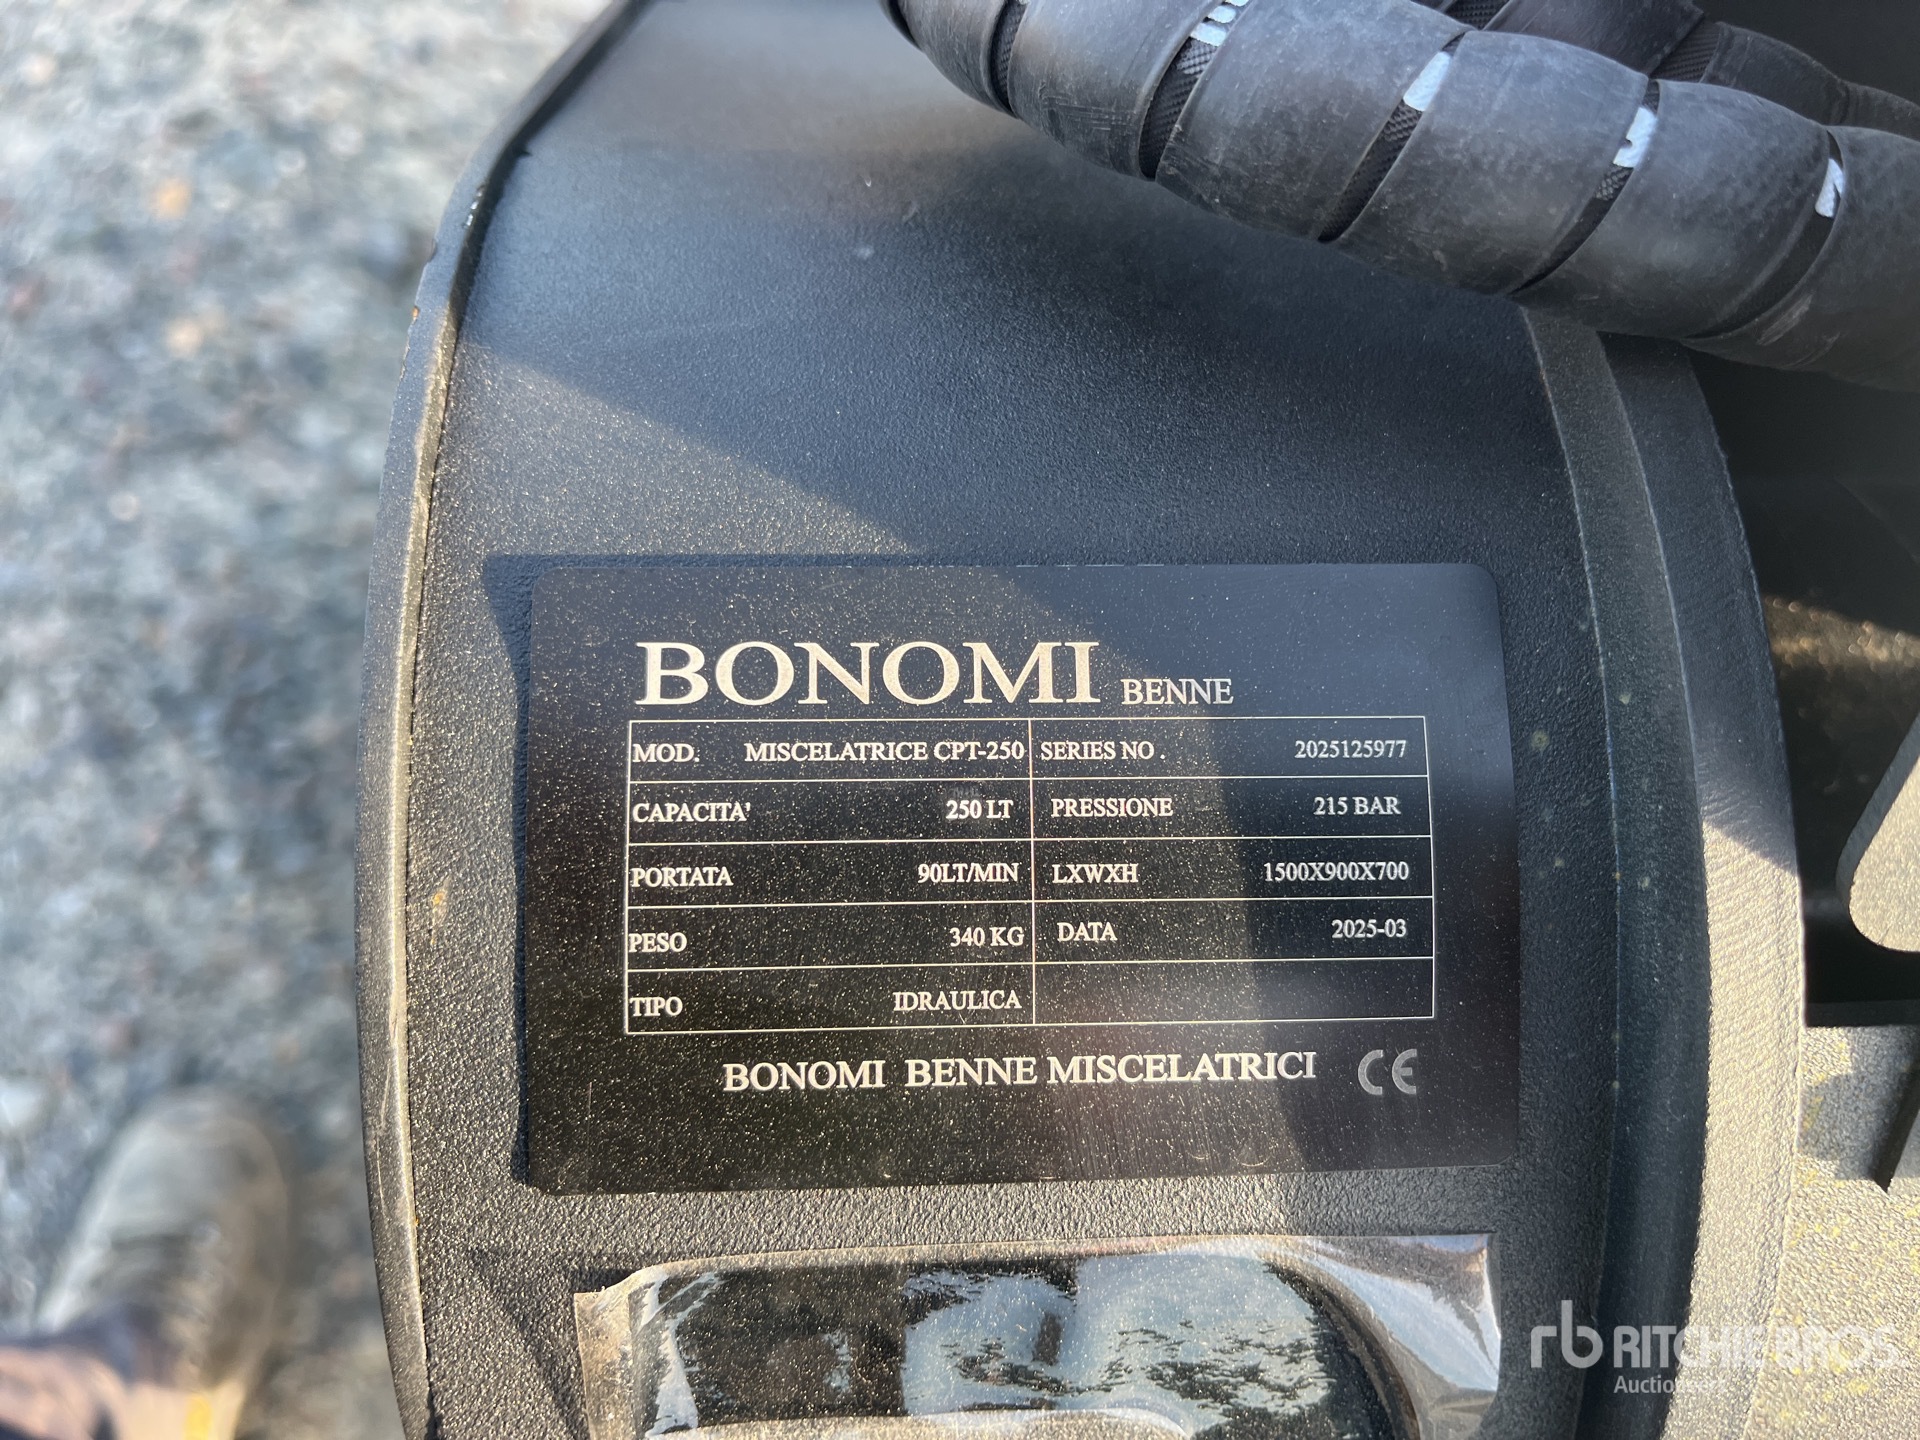 BONOMI BENNE
MOD. MISCELATRICE CPT-250 SERIES NO . 2025125977
CAPACITA' 250 LT PRESSIONE 215 BAR
PORTATA 90LT/MIN LXWXH 1500X900X700
PESO 340 KG DATA 2025-03
TIPO IDRAULICA
BONOMI BENNE MISCELATRICI CE
rb RITCHIE BROS.
Auctioneers